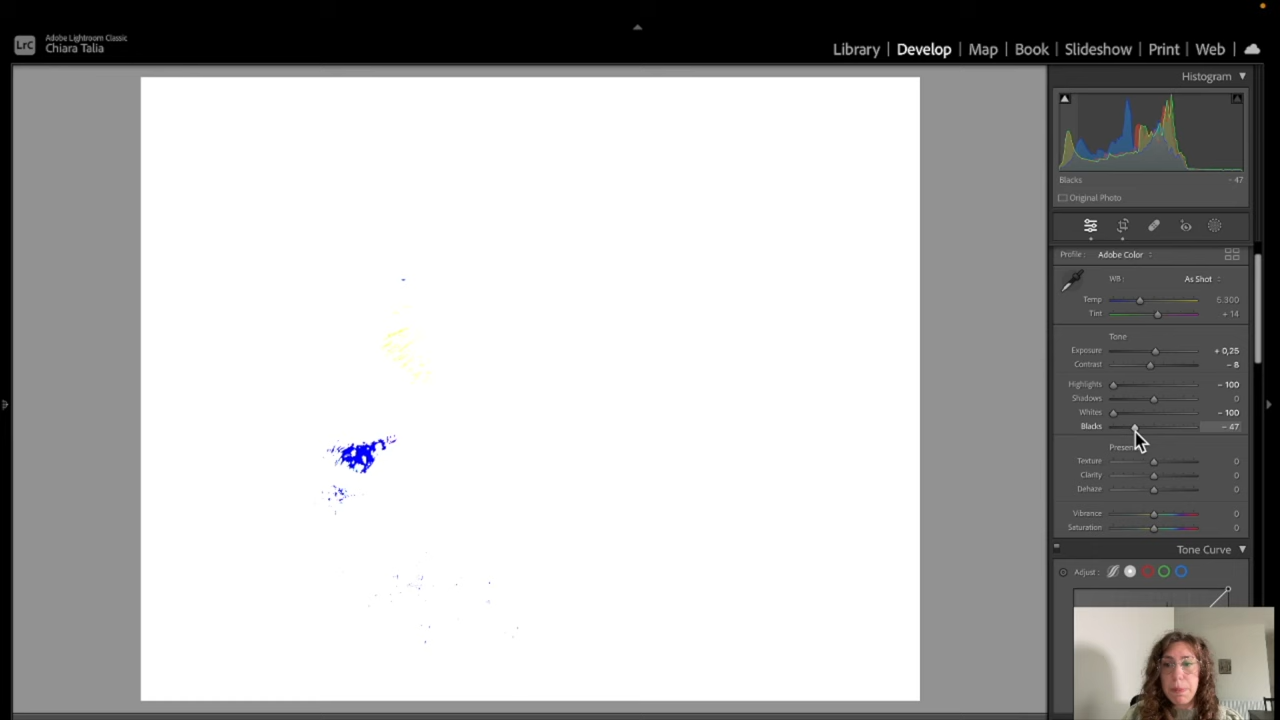 LrC
Adobe Lightroom Classic
Chiara Talia
Library | Develop | Map | Book | Slideshow | Print | Web
Histogram
Blacks - 47
Original Photo
Profile : Adobe Color
WB : As Shot
Temp 5.300
Tint + 14
Tone
Exposure + 0,25
Contrast - 8
Highlights - 100
Shadows 0
Whites - 100
Blacks - 47
Texture 0
Clarity 0
Dehaze 0
Vibrance 0
Saturation 0
Tone Curve
Adjust :